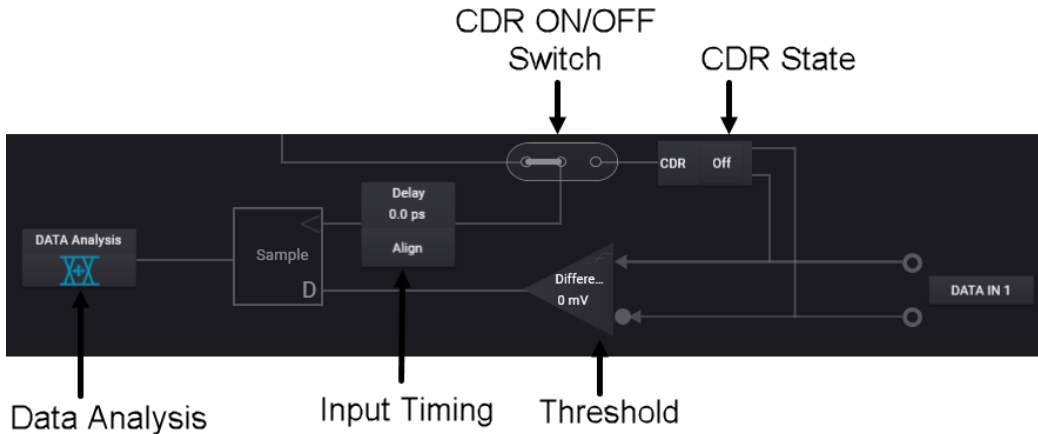 CDR ON/OFF
Switch
CDR State
CDR Off
Delay
0.0 ps
Align
DATA Analysis
Sample
D
Differe...
0 mV
DATA IN 1
Data Analysis
Input Timing
Threshold